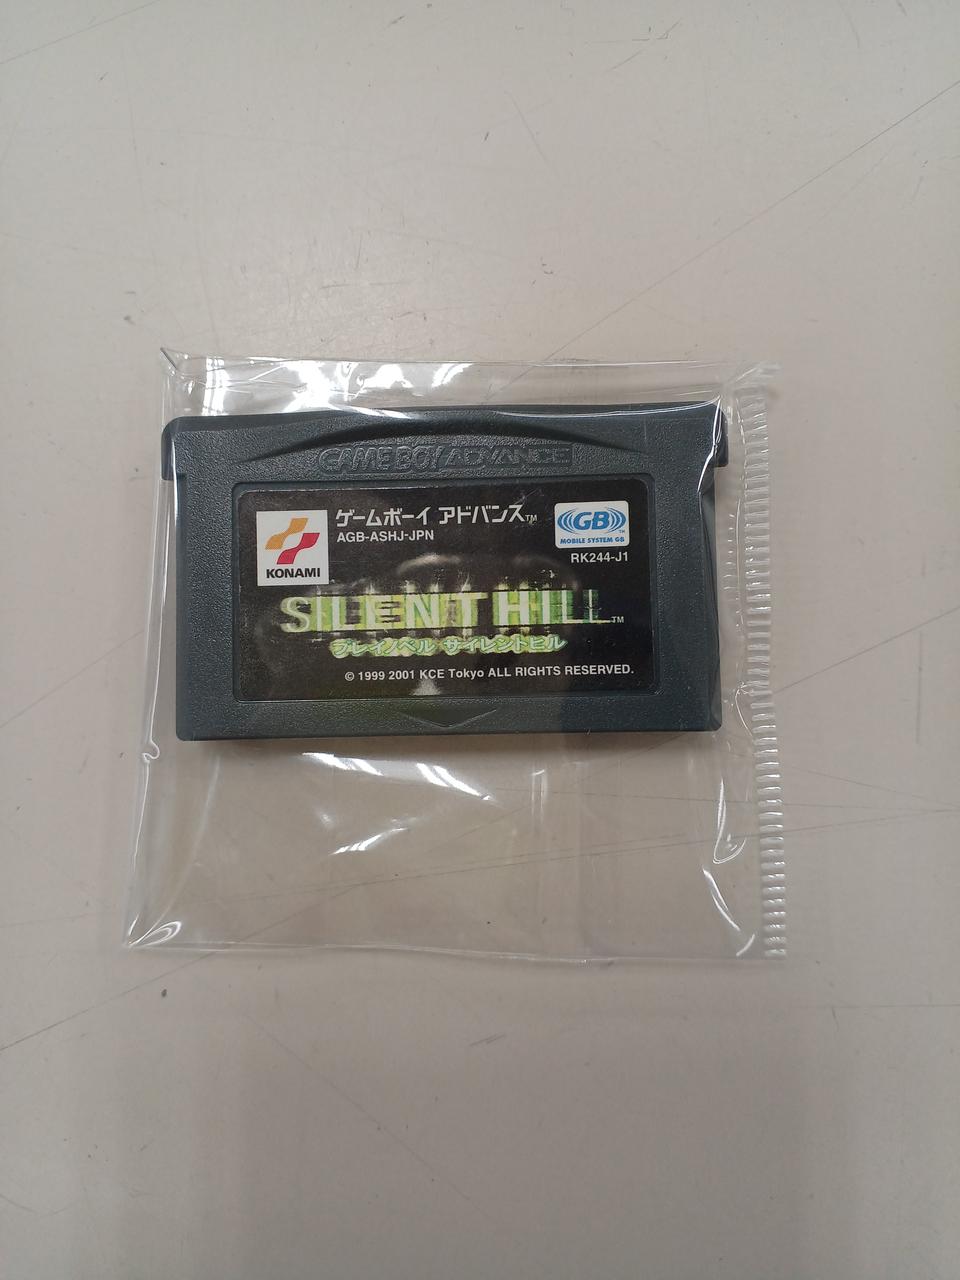 GAME BOY ADVANCE
KONAMI
ゲームボーイ アドバンス™
AGB-ASHJ-JPN
GB™
MOBILE SYSTEM GB
RK244-J1
SILENT HILL™
プレイノベル サイレントヒル
© 1999 2001 KCE Tokyo ALL RIGHTS RESERVED.